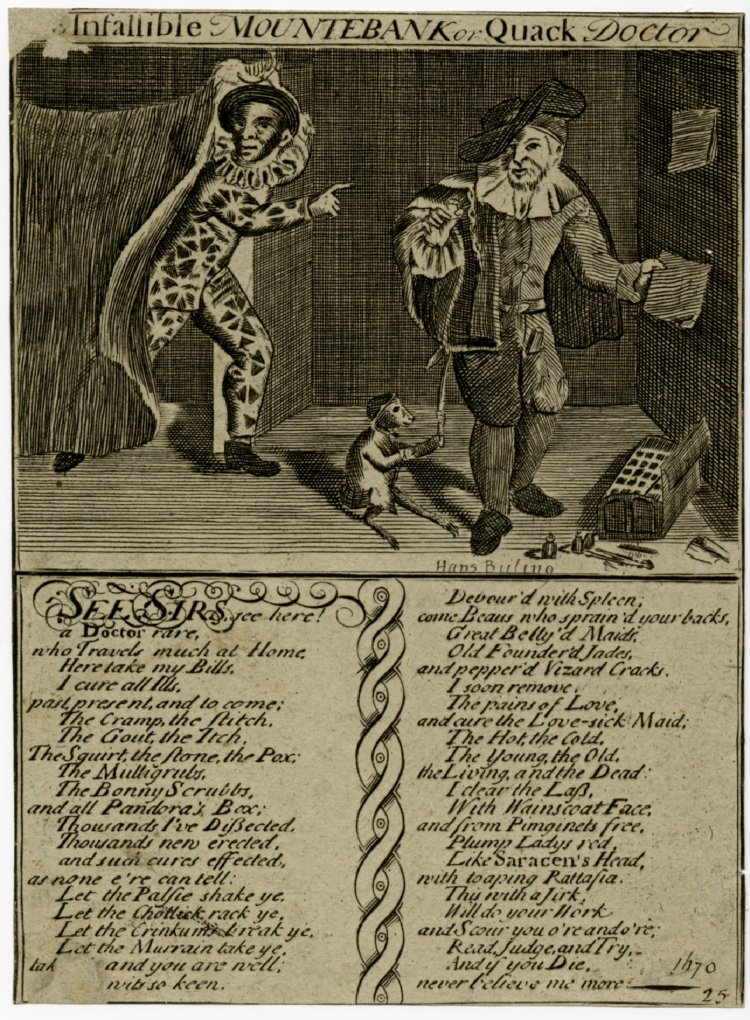 Infallible MOUNTEBANK or Quack Doctor
Hans Buling
SEE SIRS, see here!
a Doctor rare,
who Travels much at Home,
Here take my Bills,
I cure all Ills,
past, present, and to come;
The Cramp, the stitch,
The Gout, the Itch,
The Squirt, the stone, the Pox;
The Mulligrubs,
The Bonny Scrubbs,
and all Pandora's Box;
Thousands I've Dißected,
Thousands new erected,
and such cures effected,
as none e're can tell:
Let the Palsie shake ye,
Let the Chollick rack ye,
Let the Crinkums break ye,
Let the Murrain take ye,
tak and you are well;
wits so keen,
Devour'd with Spleen;
come Beaus who sprain'd your backs,
Great Belly'd Maids,
Old Founder'd Jades,
and pepper'd Vizard Cracks.
I soon remove,
The pains of Love,
and cure the Love-sick Maid;
The Hot, the Cold,
The Young, the Old,
the Living, and the Dead:
I clear the Laß,
With Wainscoat Face,
and from Pimginets free,
Plump Ladys red,
Like Saracen's Head,
with toaping Rattafia.
This with a Jirk,
Will do your Work
and Scour you o're and o're;
Read, Judge, and Try,
And if you Die,
never believe me more
1670
25